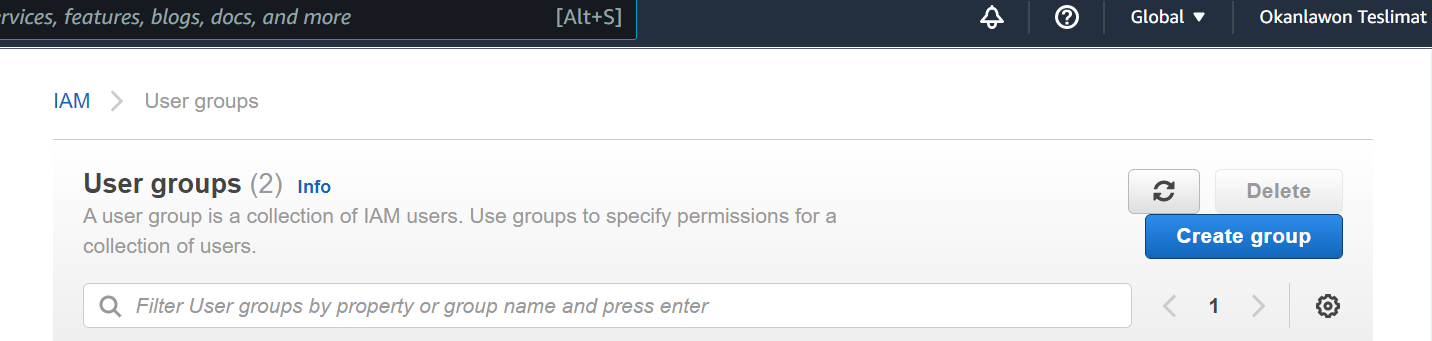 rvices, features, blogs, docs, and more [Alt+S] Global ▼ Okanlawon Teslimat
IAM > User groups
User groups (2) Info
Delete
A user group is a collection of IAM users. Use groups to specify permissions for a
collection of users.
Create group
Filter User groups by property or group name and press enter
1